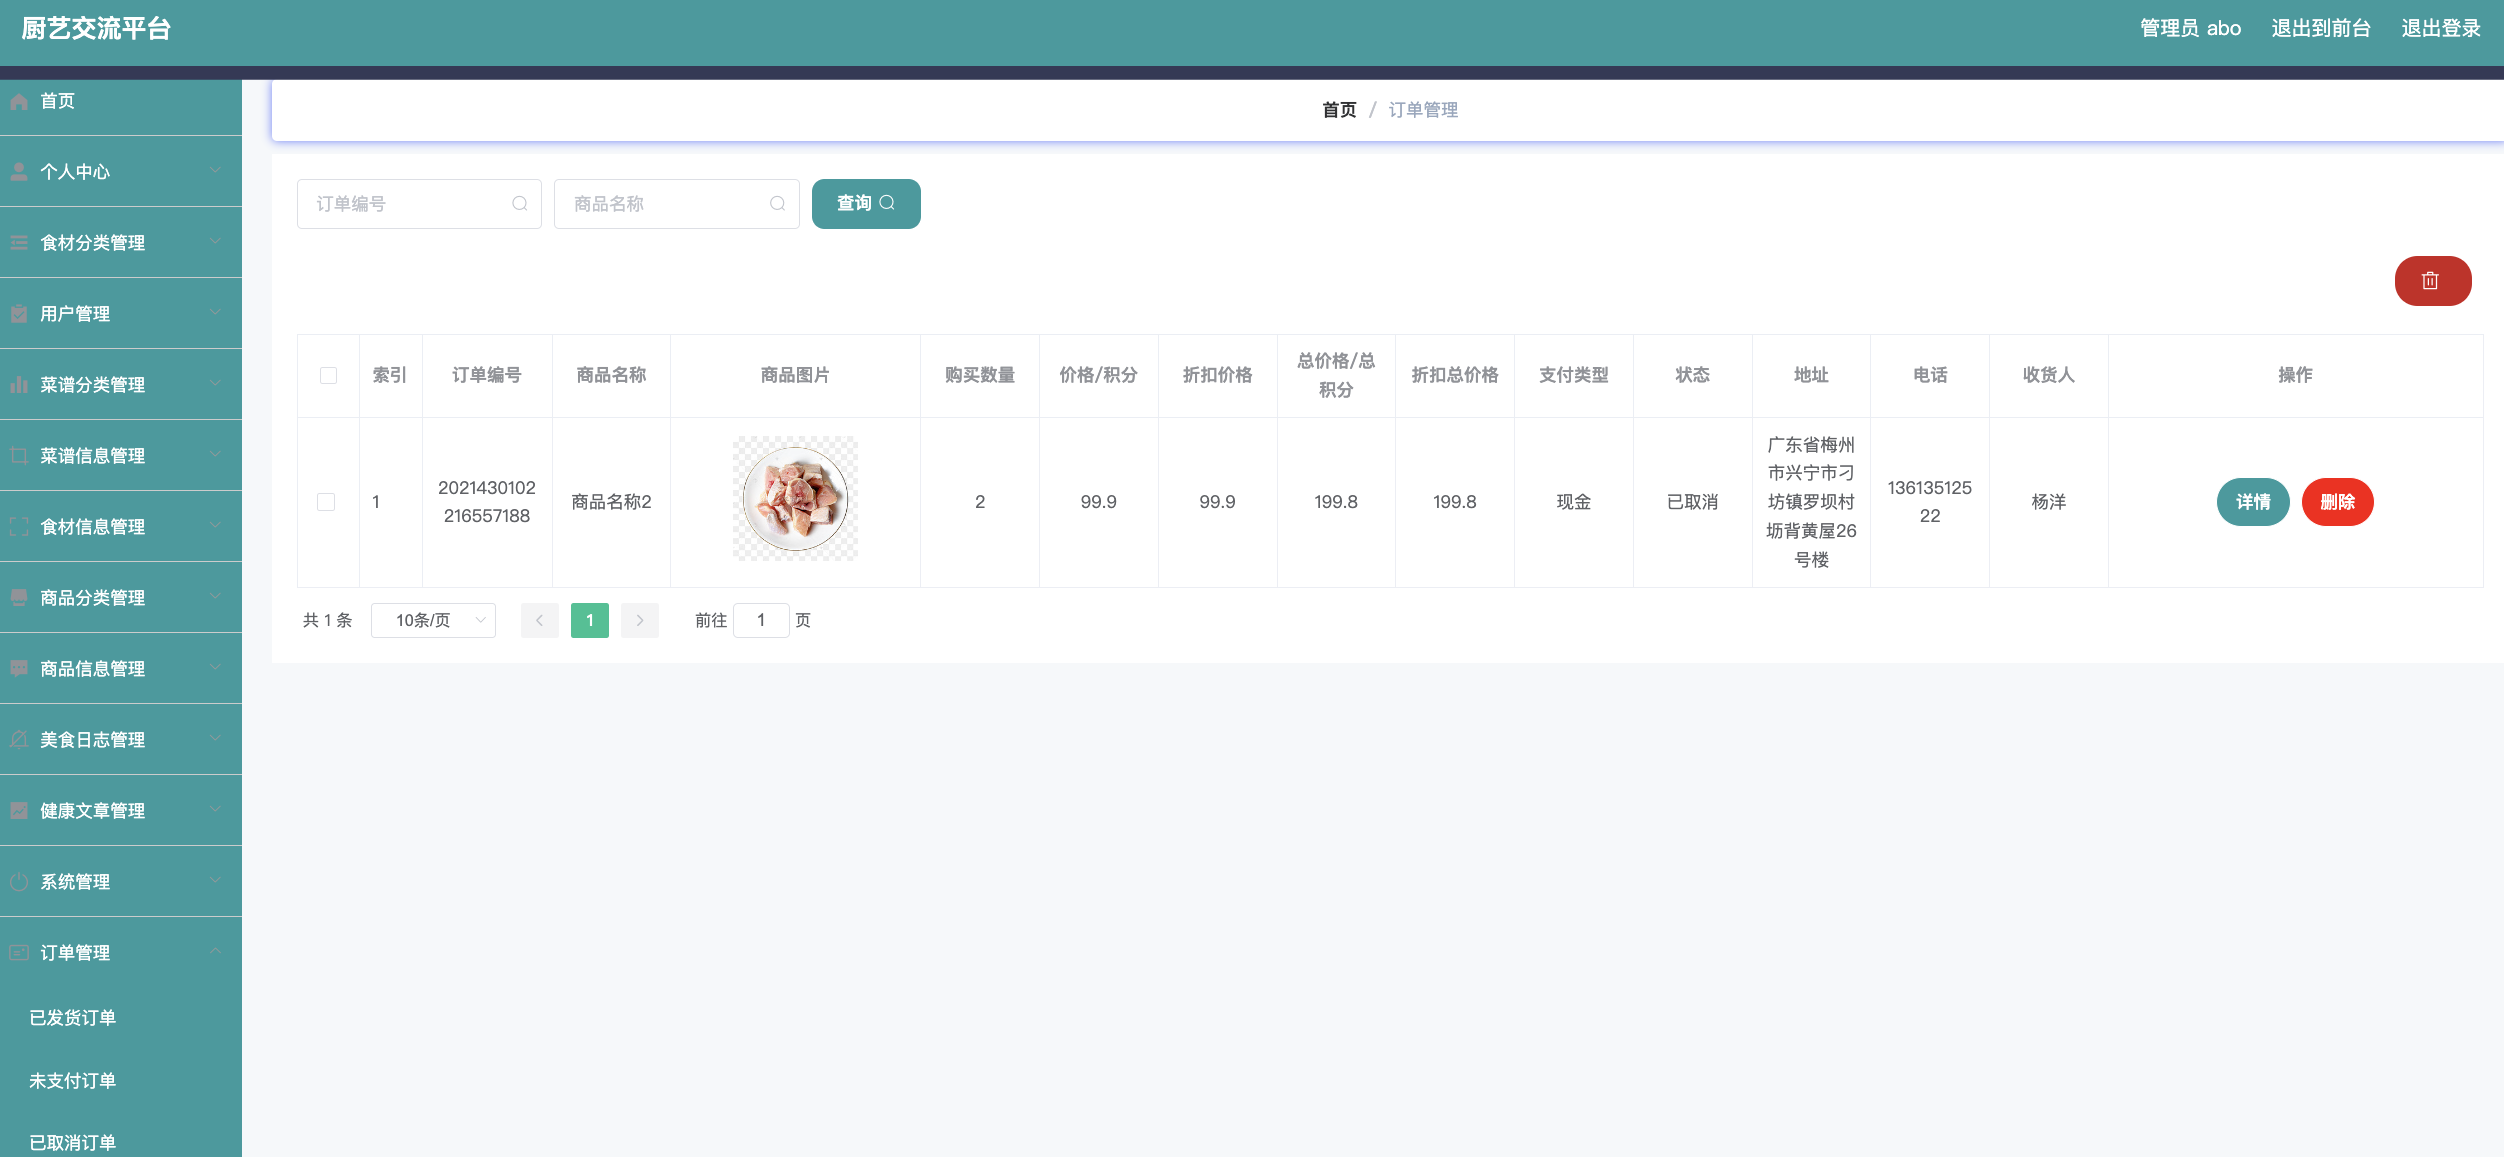 厨艺交流平台
管理员 abo
退出到前台
退出登录
首页
个人中心
食材分类管理
用户管理
菜谱分类管理
菜谱信息管理
食材信息管理
商品分类管理
商品信息管理
美食日志管理
健康文章管理
系统管理
订单管理
已发货订单
未支付订单
已取消订单
首页 / 订单管理
订单编号
商品名称
查询
索引
订单编号
商品名称
商品图片
购买数量
价格/积分
折扣价格
总价格/总
积分
折扣总价格
支付类型
状态
地址
电话
收货人
操作
1
2021430102
216557188
商品名称2
2
99.9
99.9
199.8
199.8
现金
已取消
广东省梅州
市兴宁市刁
坊镇罗坝村
坜背黄屋26
号楼
136135125
22
杨洋
详情
删除
共 1 条
10条/页
1
前往 1 页